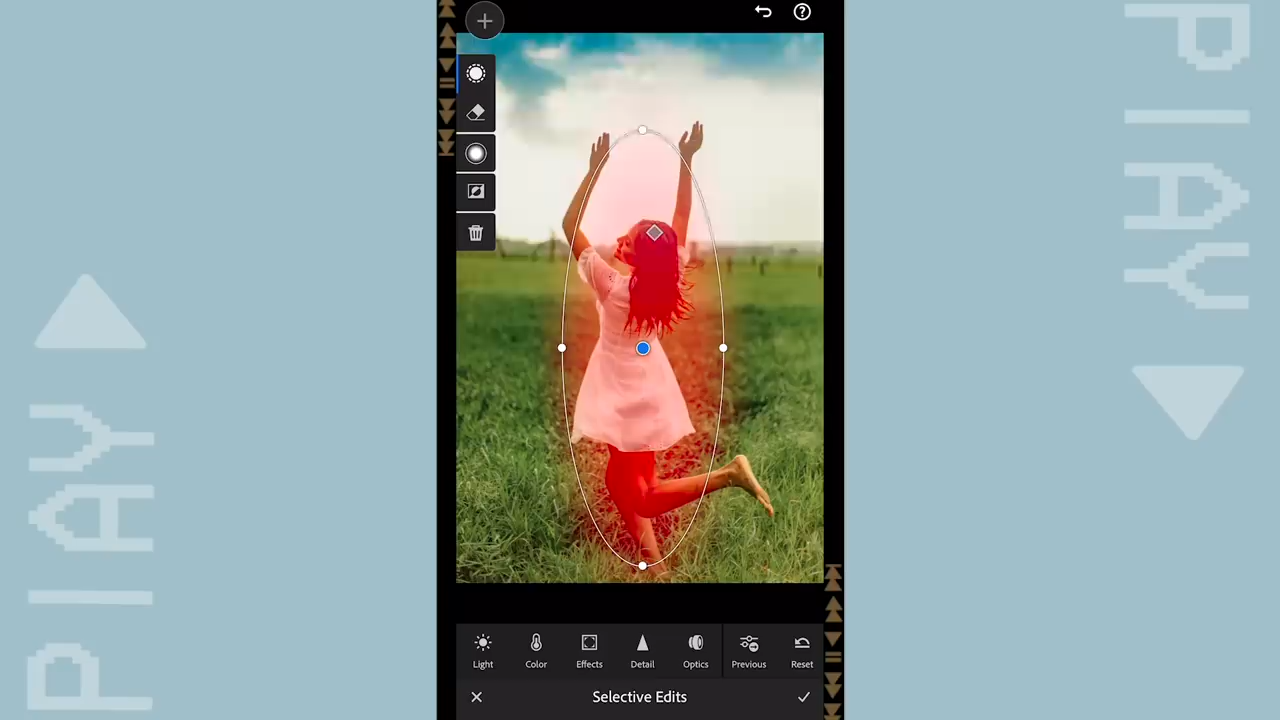 PLAY
PLAY
Light Color Effects Detail Optics Previous Reset
Selective Edits